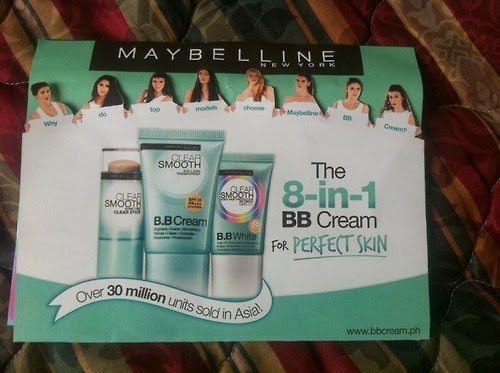 MAYBELLINE
NEW YORK
Why do top models choose Maybelline BB Cream?
CLEAR
SMOOTH
CLEAR STICK
CLEAR
SMOOTH
B.B Cream
CLEAR
SMOOTH
B.B White
The
8-in-1
BB Cream
FOR PERFECT SKIN
Over 30 million units sold in Asia!
www.bbcream.ph